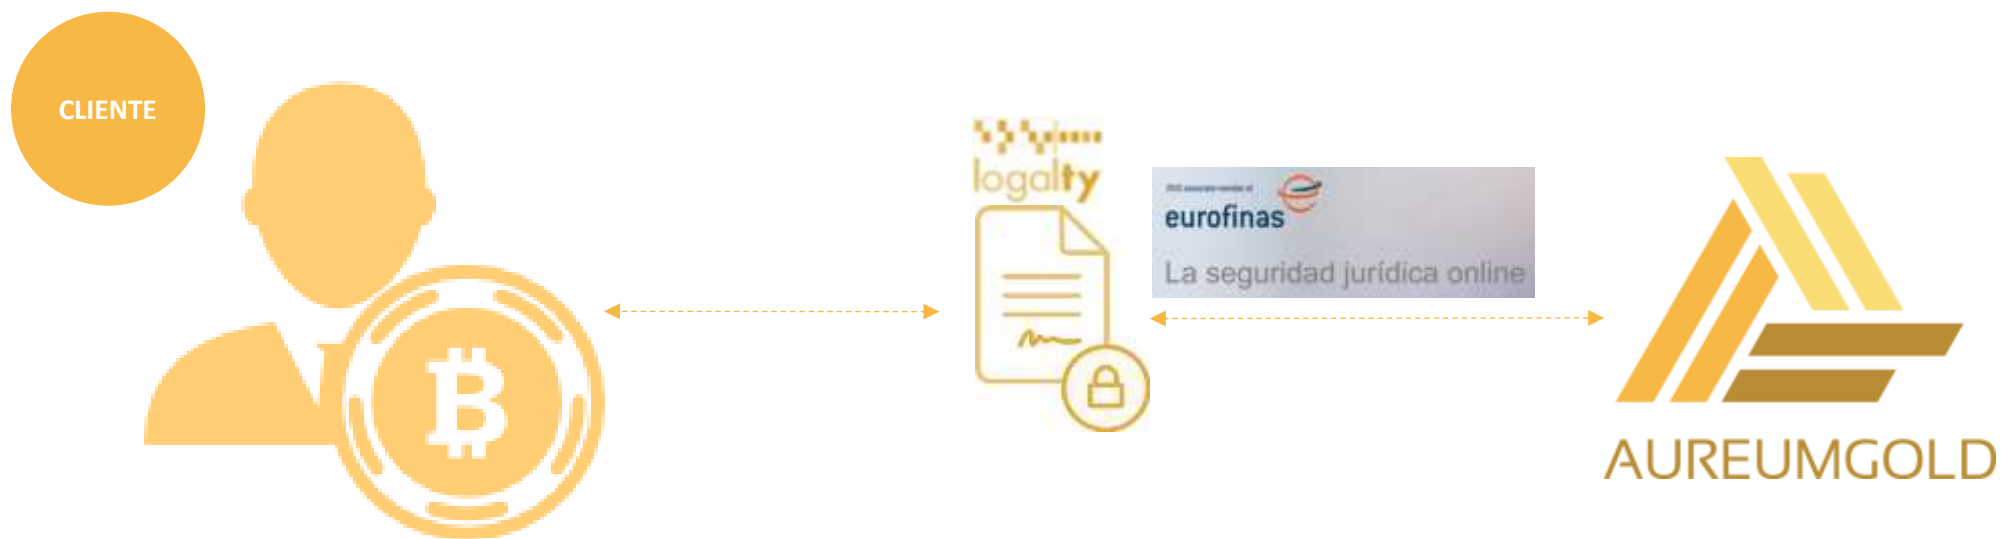 CLIENTE
logalty
eurofinas
La seguridad jurídica online
AUREUMGOLD